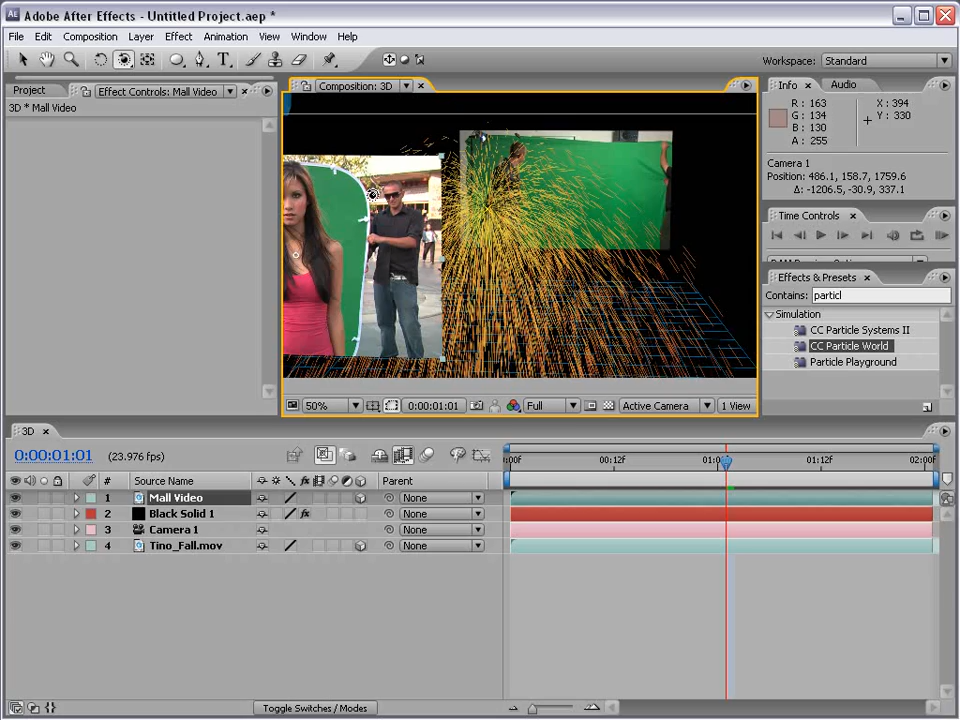 Adobe After Effects - Untitled Project.aep *
File Edit Composition Layer Effect Animation View Window Help
Workspace: Standard
Project Effect Controls: Mall Video
3D * Mall Video
Composition: 3D
Info Audio
R : 163
G : 134
B : 130
A : 255
X : 394
Y : 330
Camera 1
Position: 486.1, 158.7, 1759.6
Δ: -1206.5, -30.9, 337.1
Time Controls
Effects & Presets
Contains: particl
Simulation
CC Particle Systems II
CC Particle World
Particle Playground
50% 0:00:01:01 Full Active Camera 1 View
3D
0:00:01:01 (23.976 fps)
:00f 00:12f 01:0 01:12f 02:00f
# Source Name Parent
1 Mall Video None
2 Black Solid 1 fx None
3 Camera 1 None
4 Tino_Fall.mov None
Toggle Switches / Modes